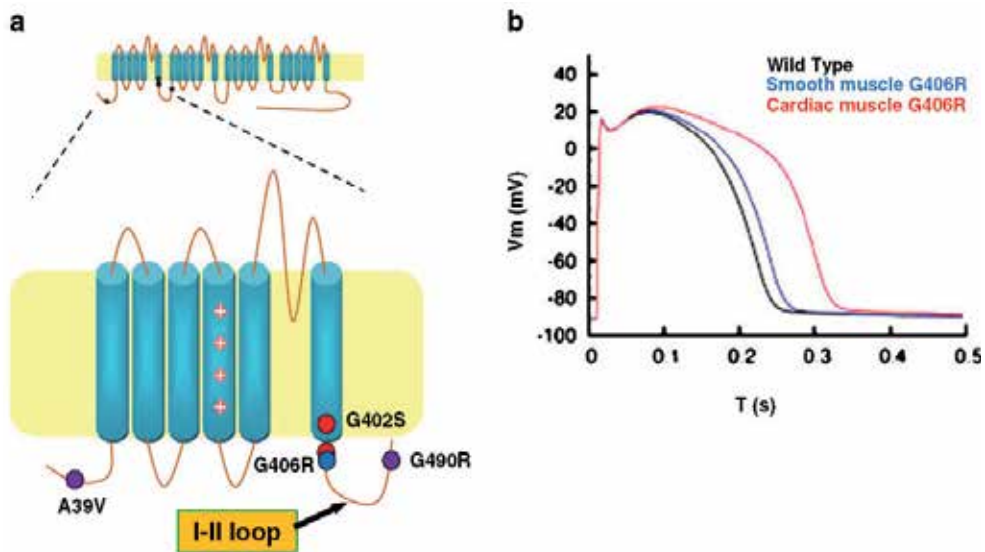 a
G402S
G406R
G490R
A39V
I-II loop
+
+
+
+
b
Wild Type
Smooth muscle G406R
Cardiac muscle G406R
Vm (mV)
40
20
0
-20
-40
-60
-80
-100
0
0 1
0 2
0.3
0.4
0.5
T (s)